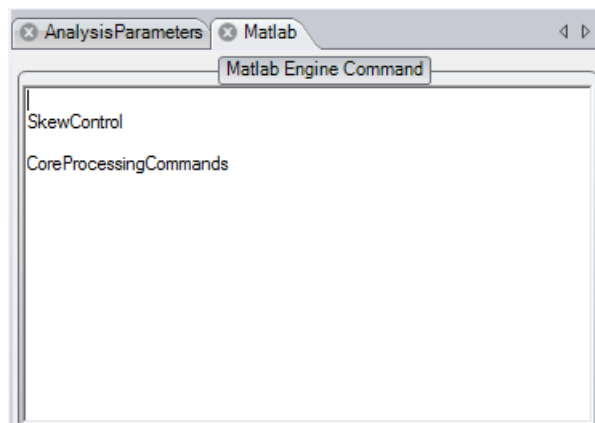 AnalysisParameters Matlab
Matlab Engine Command
SkewControl
CoreProcessingCommands